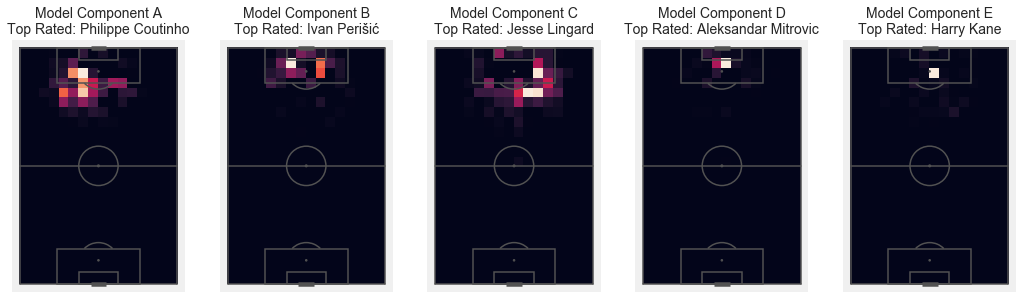 Model Component A
Top Rated: Philippe Coutinho
Model Component B
Top Rated: Ivan Perišić
Model Component C
Top Rated: Jesse Lingard
Model Component D
Top Rated: Aleksandar Mitrovic
Model Component E
Top Rated: Harry Kane